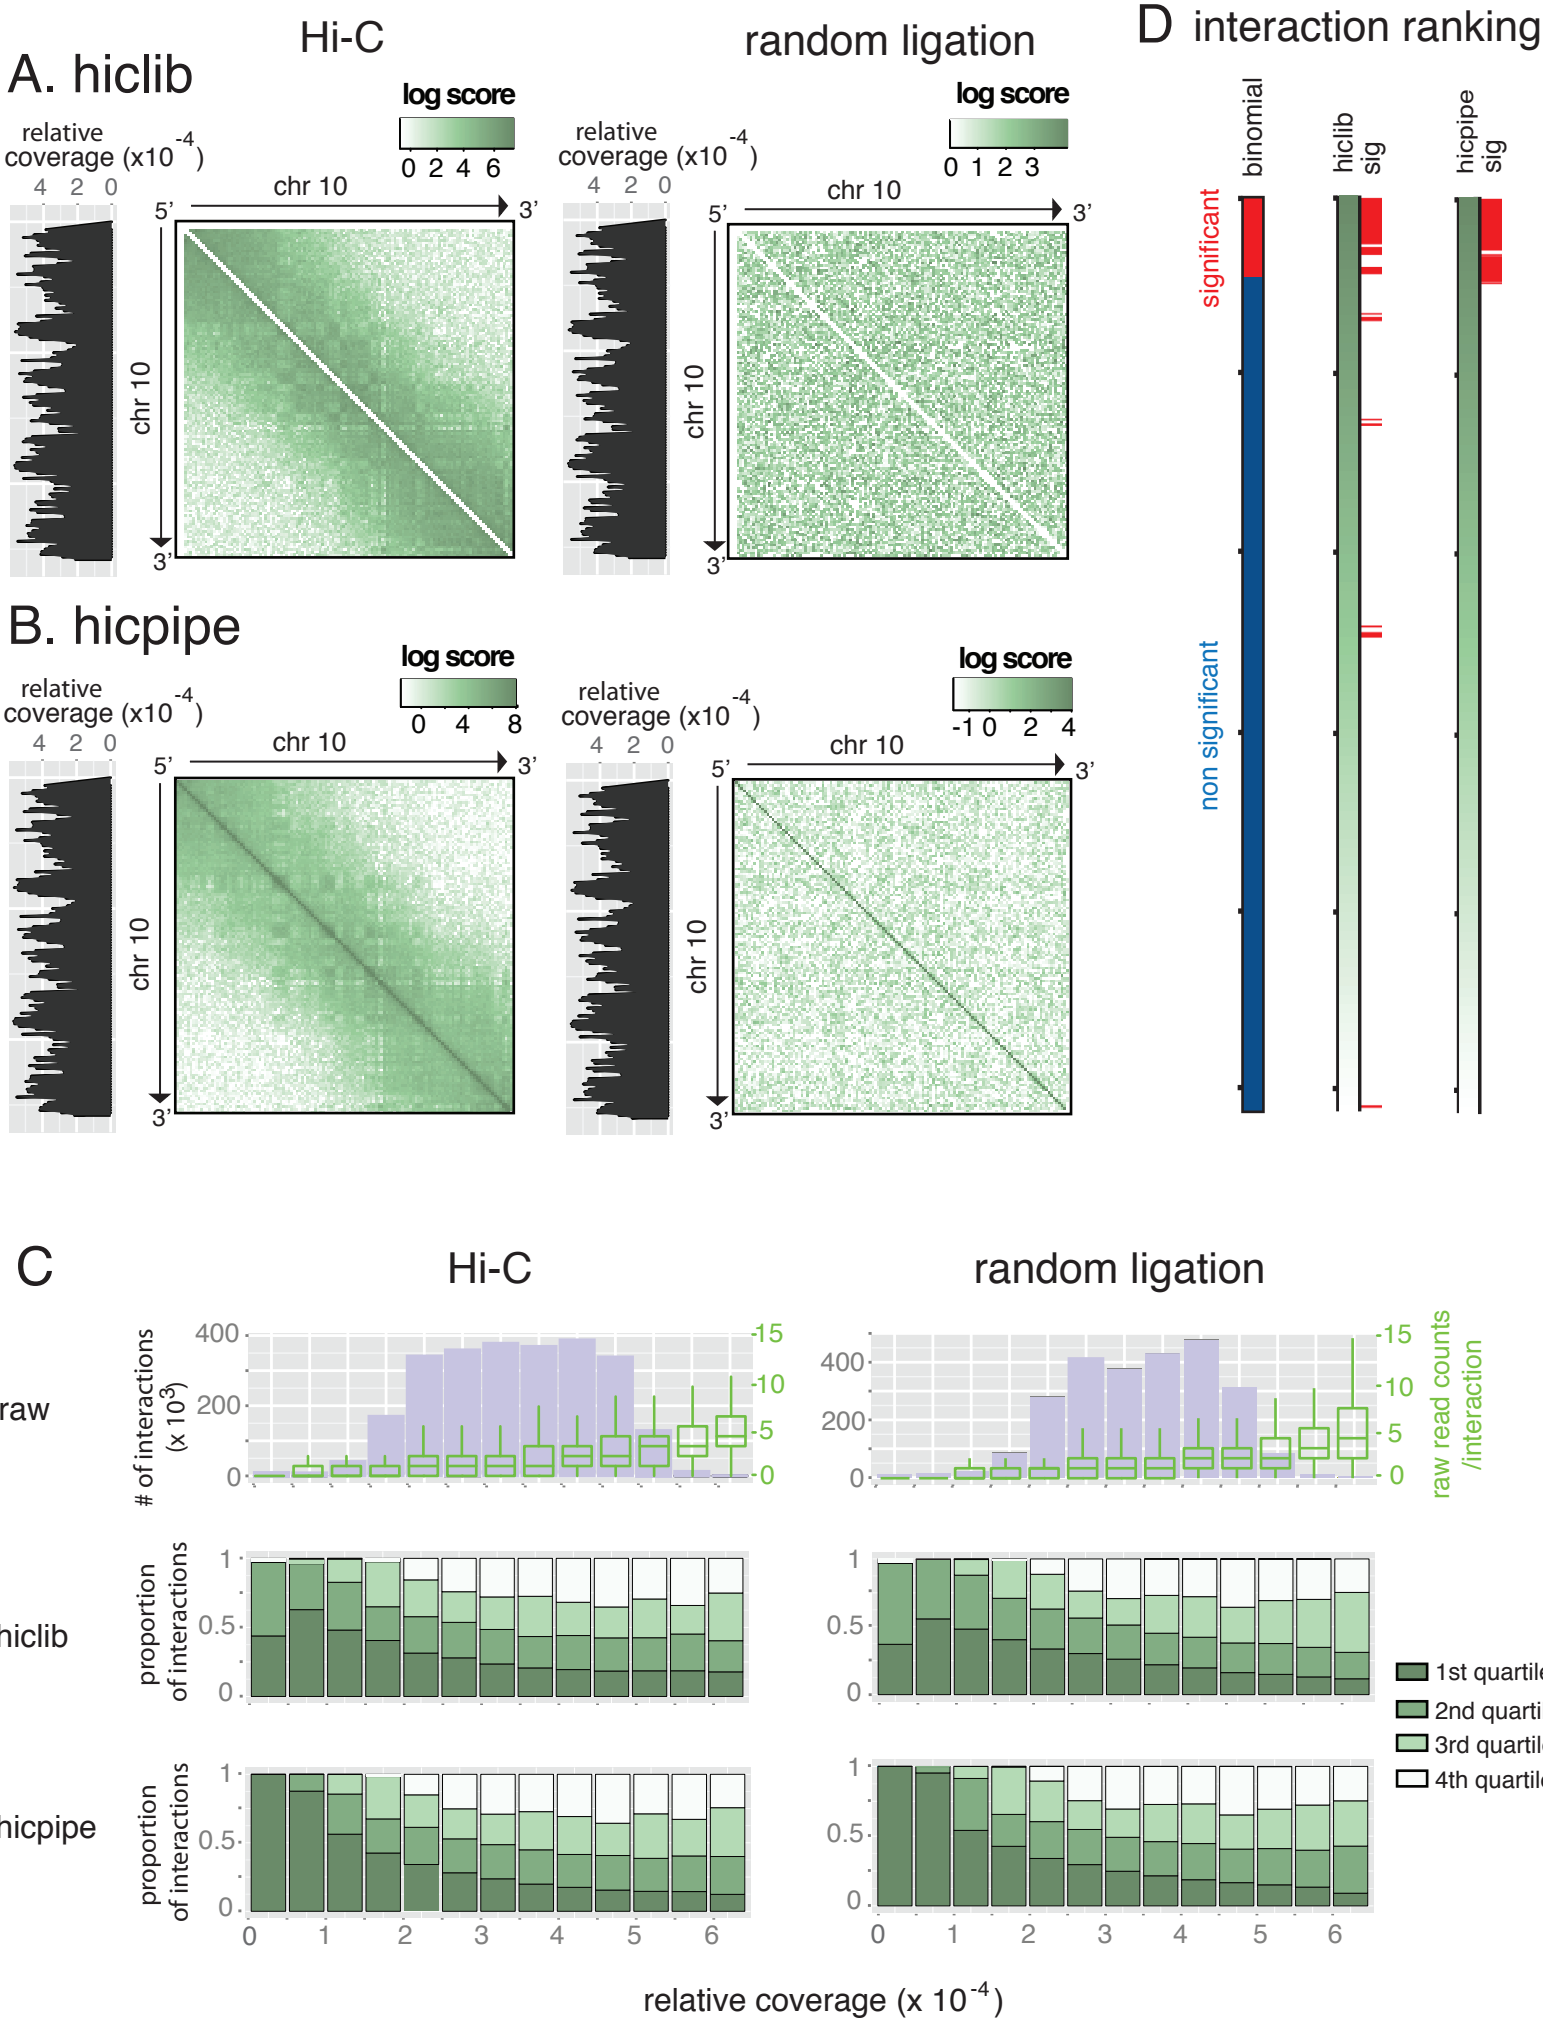 Hi-C
random ligation
D interaction ranking
A. hiclib
log score
0 2 4 6
relative
coverage (x10
-4
)
4 2 0
chr 10
5’
3’
chr 10
3’
log score
0 1 2 3
relative
coverage (x10
-4
)
4 2 0
chr 10
5’
3’
chr 10
3’
binomial
hiclib
sig
hicpipe
sig
significant
non significant
B. hicpipe
log score
0 4 8
relative
coverage (x10
-4
)
4 2 0
chr 10
5’
3’
chr 10
3’
log score
-1 0 2 4
relative
coverage (x10
-4
)
4 2 0
chr 10
5’
3’
chr 10
3’
C
Hi-C
random ligation
raw
# of interactions
(x 10
3
)
400
200
0
15
10
5
0
400
200
0
15
10
5
0
raw read counts
/interaction
hiclib
proportion
of interactions
1
0.5
0
1
0.5
0
1st quartile
2nd quarti
3rd quartile
4th quartile
hicpipe
proportion
of interactions
1
0.5
0
1
0.5
0
0 1 2 3 4 5 6
0 1 2 3 4 5 6
relative coverage (x 10
-4
)